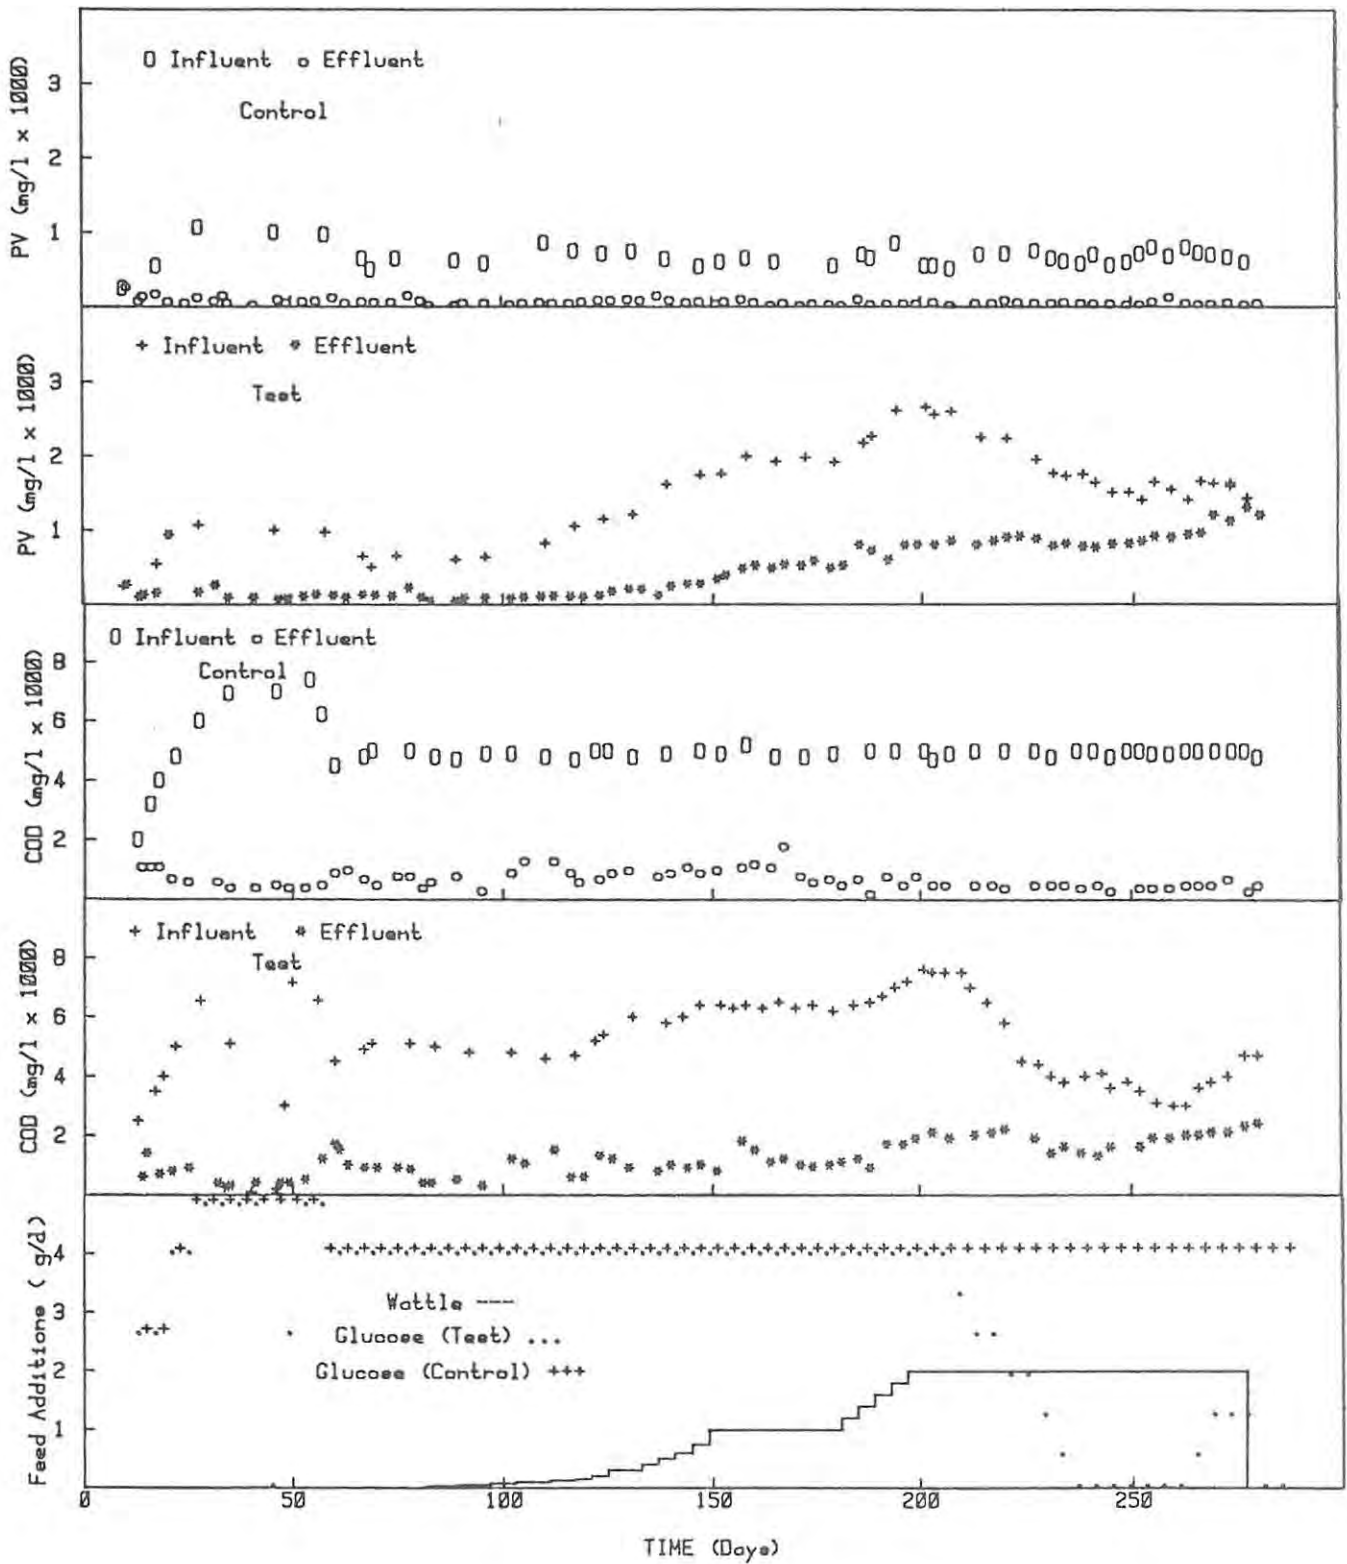 PV (mg/l x 1000)
3
2
1
▯ Influent o Effluent
Control
PV (mg/l x 1000)
3
2
1
+ Influent * Effluent
Test
COD (mg/l x 1000)
8
6
4
2
▯ Influent o Effluent
Control
COD (mg/l x 1000)
8
6
4
2
+ Influent * Effluent
Test
Feed Additions ( g/d)
4
3
2
1
Wattle ----
Glucose (Test) ...
Glucose (Control) +++
0 50 100 150 200 250
TIME (Days)